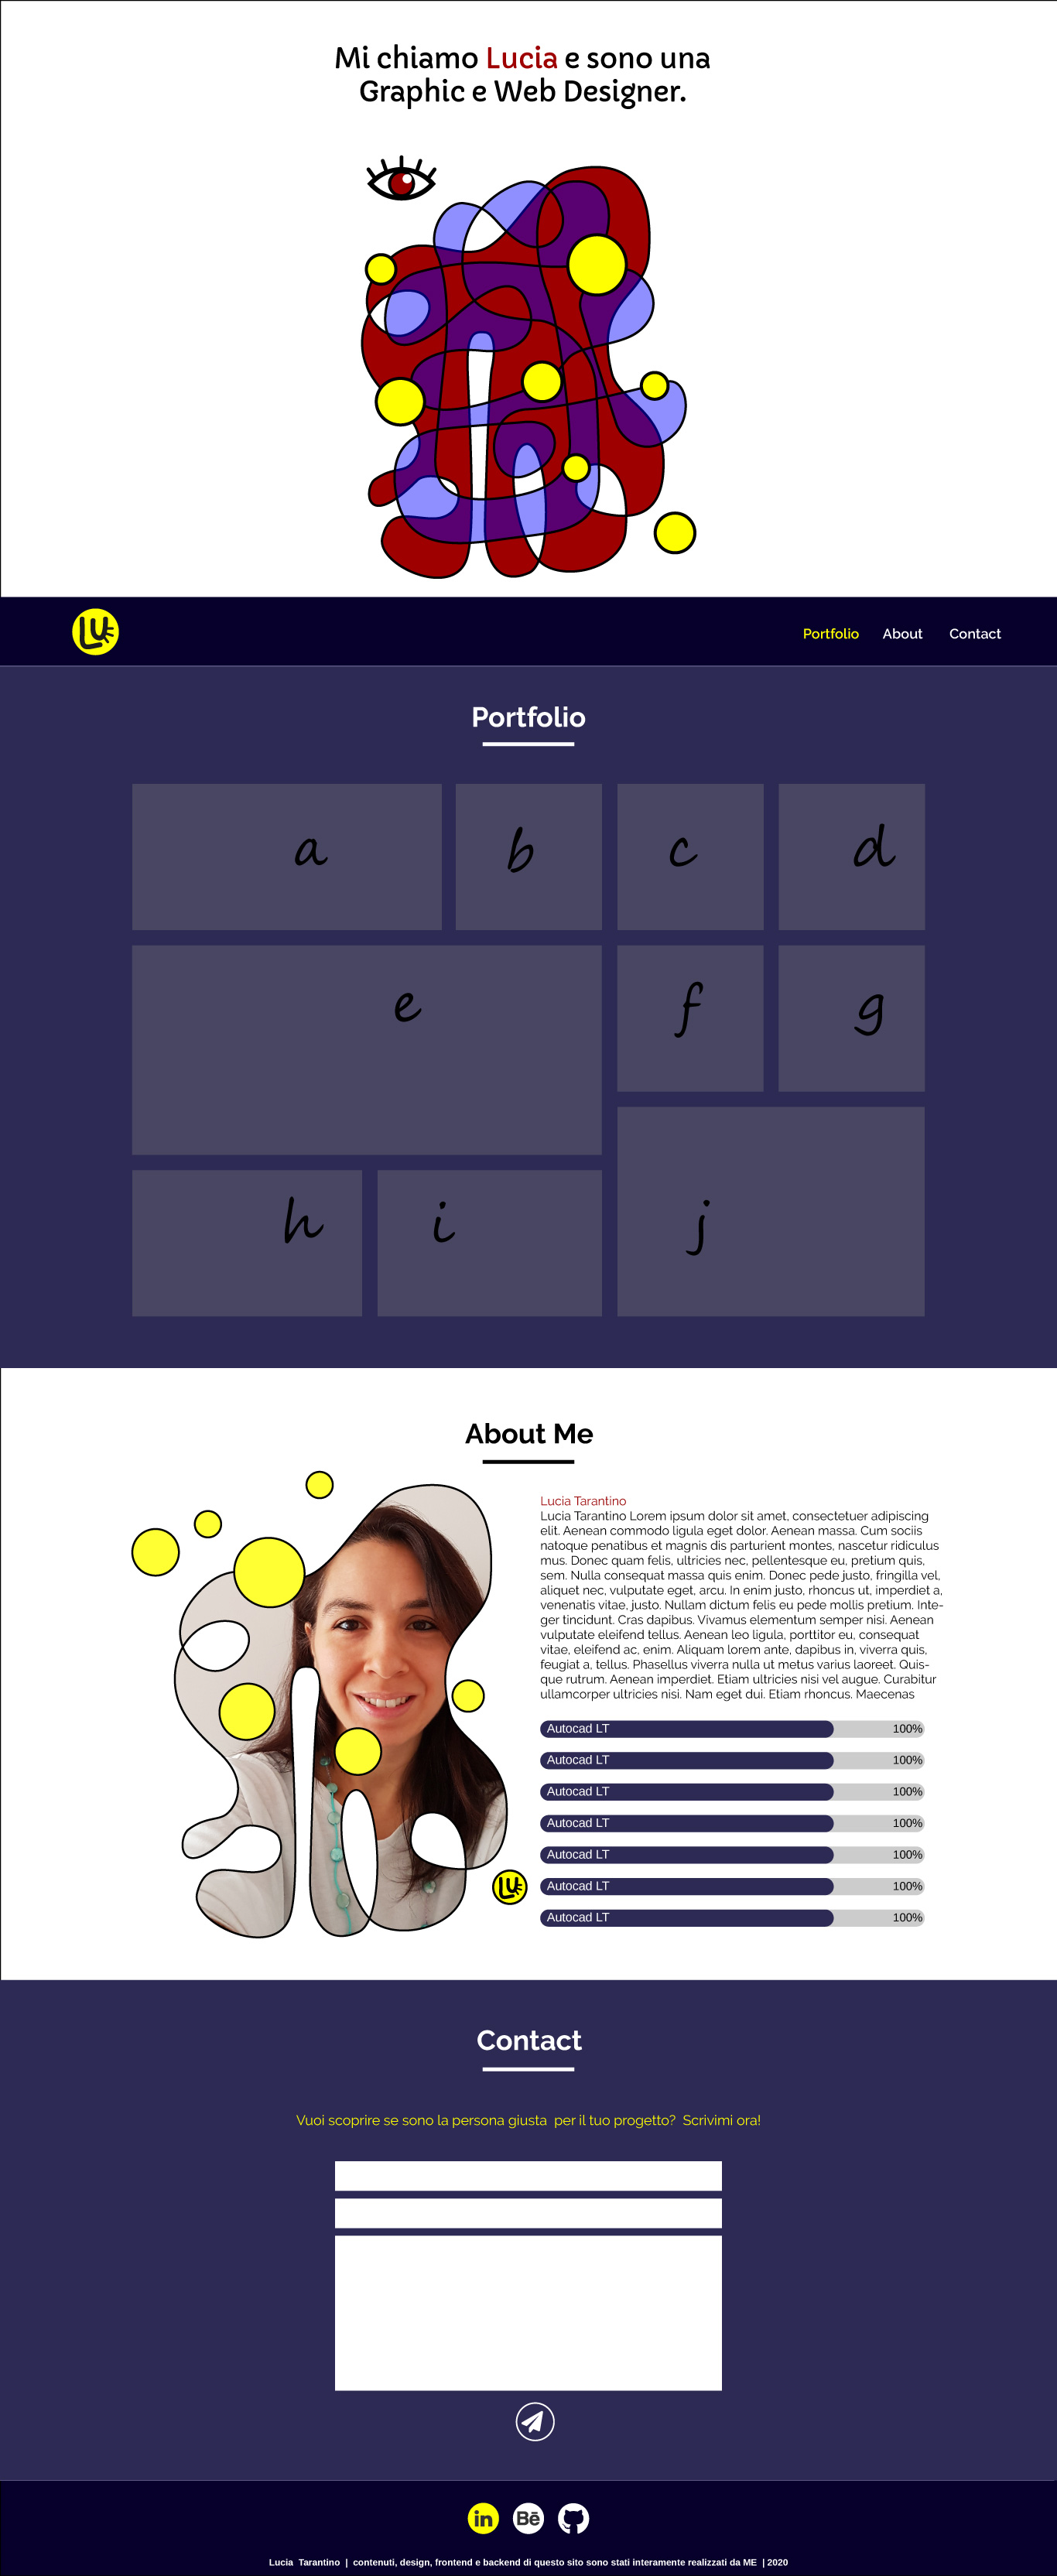 Mi chiamo Lucia e sono una
Graphic e Web Designer.
LU
Portfolio About Contact
Portfolio
a b c d
e f g
h i j
About Me
Lucia Tarantino
Lucia Tarantino Lorem ipsum dolor sit amet, consectetuer adipiscing
elit. Aenean commodo ligula eget dolor. Aenean massa. Cum sociis
natoque penatibus et magnis dis parturient montes, nascetur ridiculus
mus. Donec quam felis, ultricies nec, pellentesque eu, pretium quis,
sem. Nulla consequat massa quis enim. Donec pede justo, fringilla vel,
aliquet nec, vulputate eget, arcu. In enim justo, rhoncus ut, imperdiet a,
venenatis vitae, justo. Nullam dictum felis eu pede mollis pretium. Inte-
ger tincidunt. Cras dapibus. Vivamus elementum semper nisi. Aenean
vulputate eleifend tellus. Aenean leo ligula, porttitor eu, consequat
vitae, eleifend ac, enim. Aliquam lorem ante, dapibus in, viverra quis,
feugiat a, tellus. Phasellus viverra nulla ut metus varius laoreet. Quis-
que rutrum. Aenean imperdiet. Etiam ultricies nisi vel augue. Curabitur
ullamcorper ultricies nisi. Nam eget dui. Etiam rhoncus. Maecenas
Autocad LT 100%
Autocad LT 100%
Autocad LT 100%
Autocad LT 100%
Autocad LT 100%
Autocad LT 100%
Autocad LT 100%
LU
Contact
Vuoi scoprire se sono la persona giusta per il tuo progetto? Scrivimi ora!
in Bē
Lucia Tarantino | contenuti, design, frontend e backend di questo sito sono stati interamente realizzati da ME | 2020